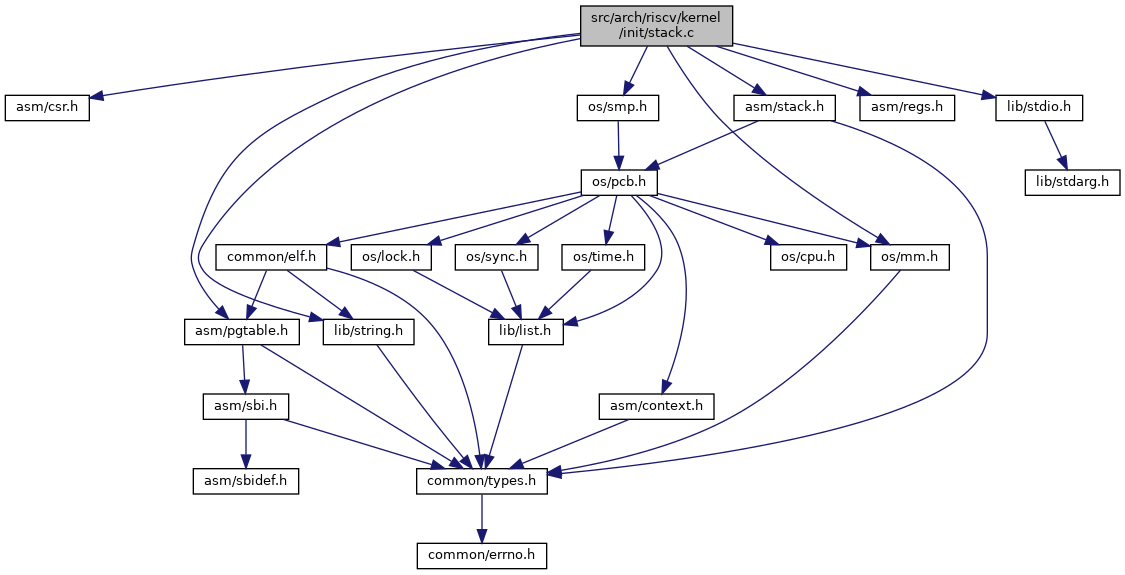 src/arch/riscv/kernel
/init/stack.c
asm/csr.h
os/smp.h
asm/stack.h
asm/regs.h
lib/stdio.h
os/pcb.h
lib/stdarg.h
common/elf.h
os/lock.h
os/sync.h
os/time.h
os/cpu.h
os/mm.h
asm/pgtable.h
lib/string.h
lib/list.h
asm/sbi.h
asm/context.h
asm/sbidef.h
common/types.h
common/errno.h